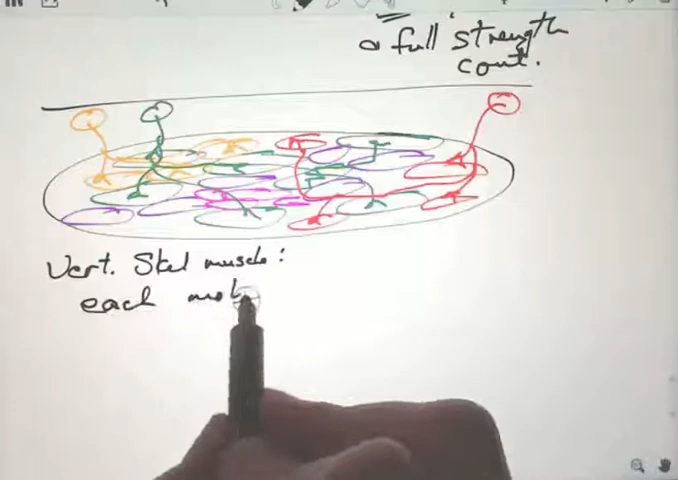 a full strength
cont.
Vert. Skel muscle:
each mot